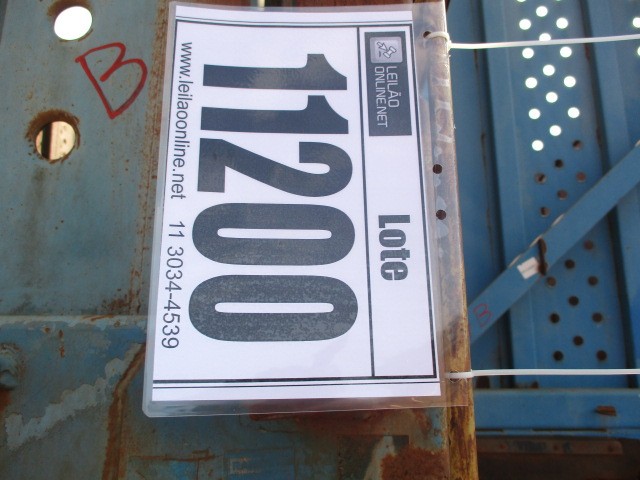 LEILÃO
ONLINE.NET
Lote
11200
www.leilaoonline.net 11 3034-4539
B